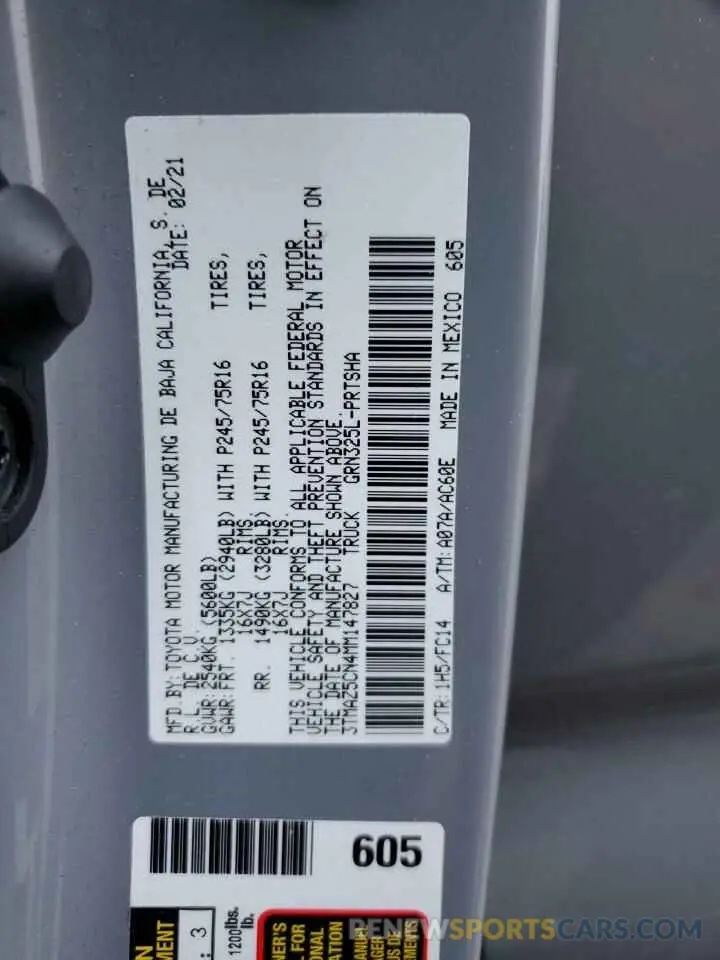 MFD.BY:TOYOTA MOTOR MANUFACTURING DE BAJA CALIFORNIA, S. DE
R.L. DE C.V. DATE: 02/21
GVWR:2540KG (5600LB)
GAWR:FRT. 1335KG (2940LB) WITH P245/75R16 TIRES,
16X7J RIMS
RR. 1490KG (3280LB) WITH P245/75R16 TIRES,
16X7J RIMS
THIS VEHICLE CONFORMS TO ALL APPLICABLE FEDERAL MOTOR
VEHICLE SAFETY AND THEFT PREVENTION STANDARDS IN EFFECT ON
THE DATE OF MANUFACTURE SHOWN ABOVE.
3TMAZ5CN4MM147827 TRUCK GRN325L-PRTSHA
C/TR:1H5/FC14 A/TM:A07A/AC60E MADE IN MEXICO 605
605
: 3
1200lbs.
lb.
RENEWSPORTSCARS.COM